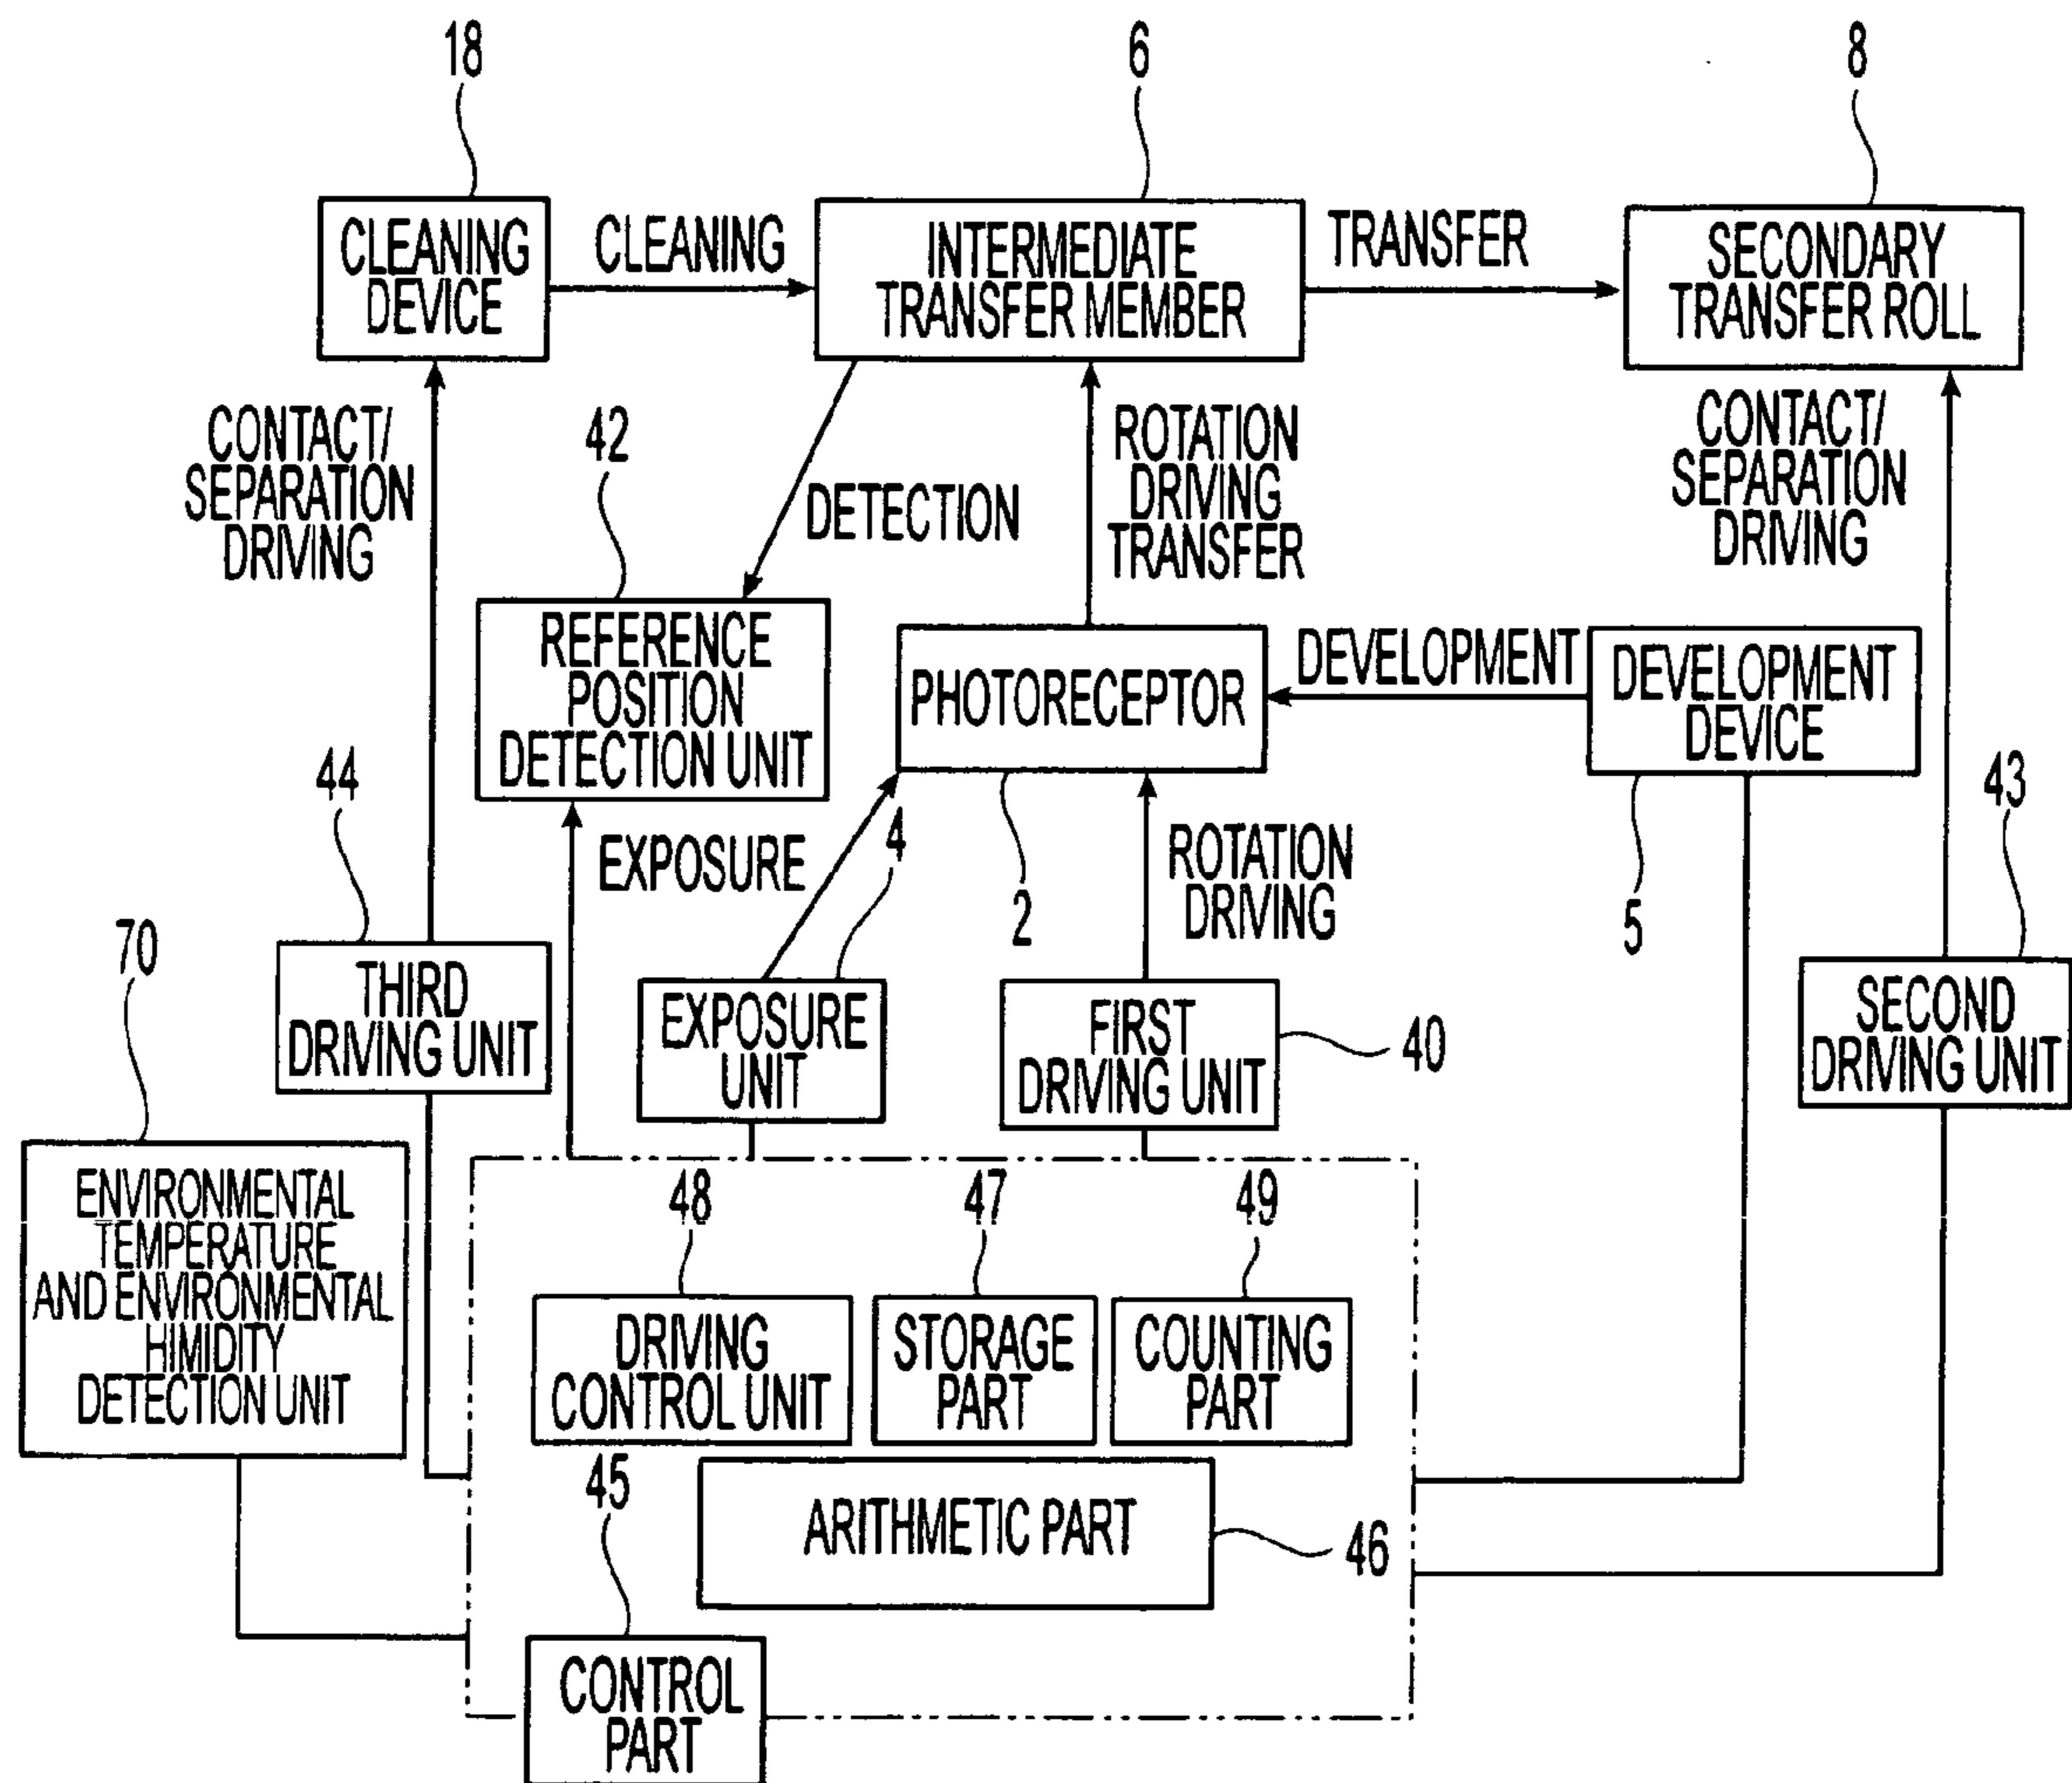 18
6
8
CLEANING
DEVICE
CLEANING
INTERMEDIATE
TRANSFER MEMBER
TRANSFER
SECONDARY
TRANSFER ROLL
CONTACT/
SEPARATION
DRIVING
42
DETECTION
ROTATION
DRIVING
TRANSFER
CONTACT/
SEPARATION
DRIVING
REFERENCE
POSITION
DETECTION UNIT
PHOTORECEPTOR
DEVELOPMENT
DEVELOPMENT
DEVICE
44
EXPOSURE
4
2
ROTATION
DRIVING
5
43
70
THIRD
DRIVING UNIT
EXPOSURE
UNIT
FIRST
DRIVING UNIT
40
SECOND
DRIVING UNIT
ENVIRONMENTAL
TEMPERATURE
AND ENVIRONMENTAL
HIMIDITY
DETECTION UNIT
48
47
49
DRIVING
CONTROL UNIT
STORAGE
PART
COUNTING
PART
45
ARITHMETIC PART
46
CONTROL
PART